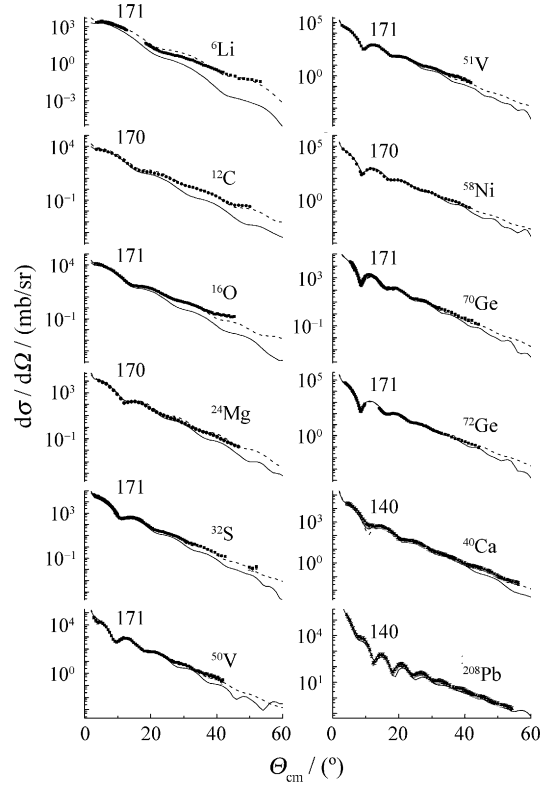 171
⁶Li
10³
10⁰
10⁻³
170
¹²C
10⁴
10⁻¹
171
¹⁶O
10⁴
10⁻¹
170
²⁴Mg
10⁴
10⁻¹
171
³²S
10⁴
10⁻¹
171
⁵⁰V
10⁵
10⁰
171
⁵¹V
10⁵
10⁰
170
⁵⁸Ni
10⁵
10⁰
171
⁷⁰Ge
10⁴
10⁻¹
171
⁷²Ge
10⁵
10⁰
140
⁴⁰Ca
10³
10⁰
140
²⁰⁸Pb
10⁴
10¹
0 20 40 60
0 20 40 60
dσ / dΩ / (mb/sr)
Θcm / (º)